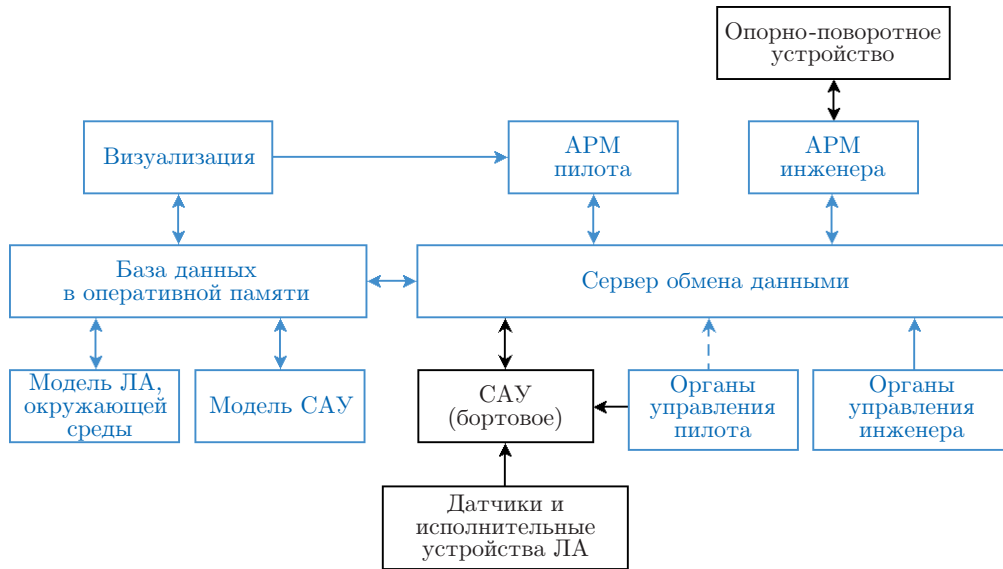 Опорно-поворотное
устройство
Визуализация
АРМ
пилота
АРМ
инженера
База данных
в оперативной памяти
Сервер обмена данными
Модель ЛА,
окружающей
среды
Модель САУ
САУ
(бортовое)
Органы
управления
пилота
Органы
управления
инженера
Датчики и
исполнительные
устройства ЛА